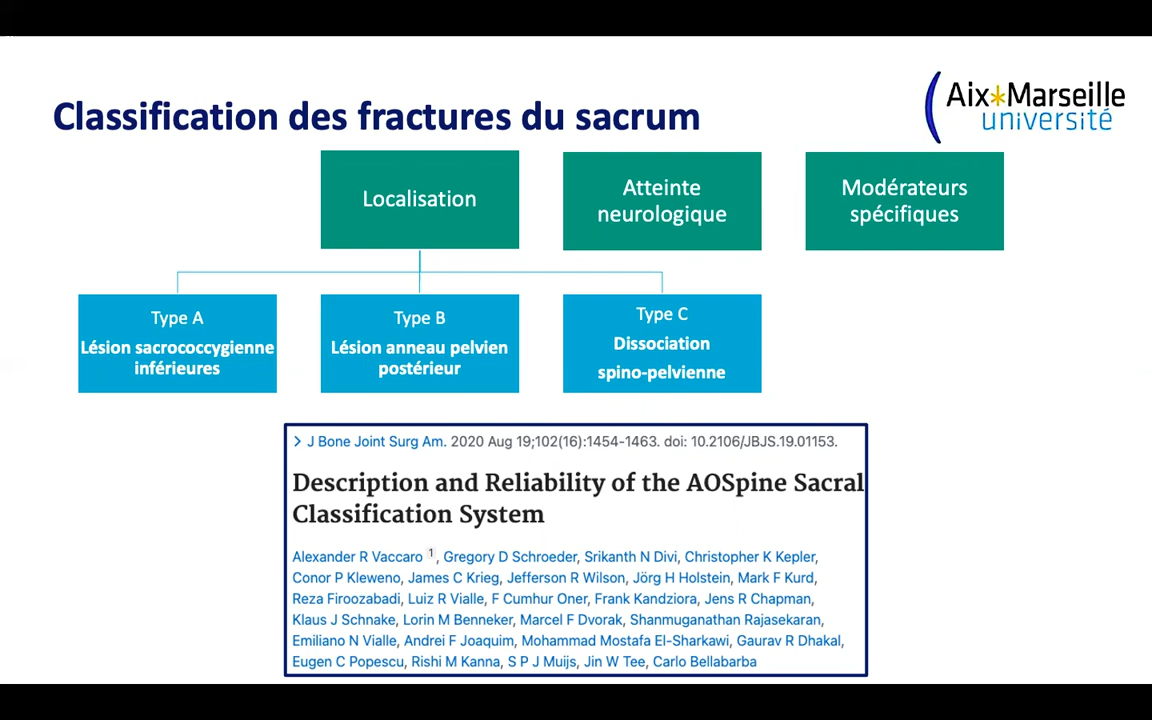 Classification des fractures du sacrum
Aix*Marseille
université
Localisation
Atteinte
neurologique
Modérateurs
spécifiques
Type A
Lésion sacrococcygienne
inférieures
Type B
Lésion anneau pelvien
postérieur
Type C
Dissociation
spino-pelvienne
> J Bone Joint Surg Am. 2020 Aug 19;102(16):1454-1463. doi: 10.2106/JBJS.19.01153.
Description and Reliability of the AOSpine Sacral
Classification System
Alexander R Vaccaro 1, Gregory D Schroeder, Srikanth N Divi, Christopher K Kepler,
Conor P Kleweno, James C Krieg, Jefferson R Wilson, Jörg H Holstein, Mark F Kurd,
Reza Firoozabadi, Luiz R Vialle, F Cumhur Oner, Frank Kandziora, Jens R Chapman,
Klaus J Schnake, Lorin M Benneker, Marcel F Dvorak, Shanmuganathan Rajasekaran,
Emiliano N Vialle, Andrei F Joaquim, Mohammad Mostafa El-Sharkawi, Gaurav R Dhakal,
Eugen C Popescu, Rishi M Kanna, S P J Muijs, Jin W Tee, Carlo Bellabarba